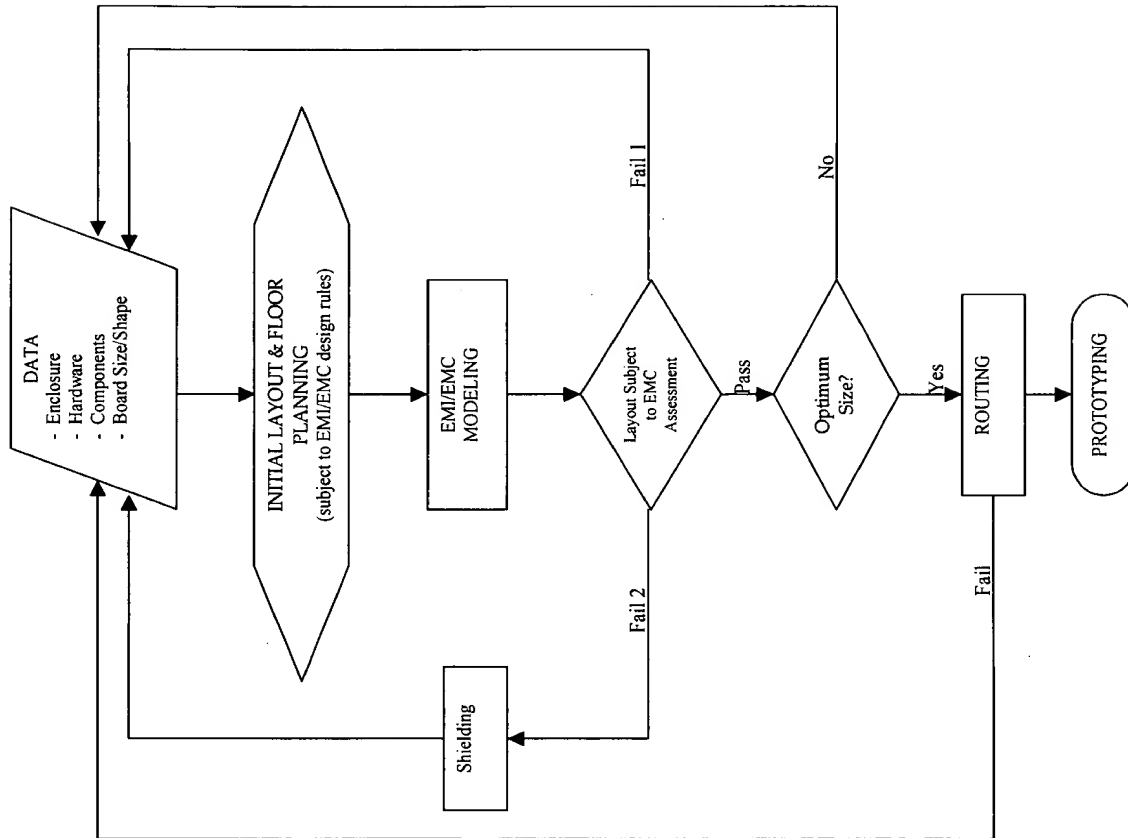 DATA
- Enclosure
- Hardware
- Components
- Board Size/Shape
INITIAL LAYOUT & FLOOR
PLANNING
(subject to EMI/EMC design rules)
EMI/EMC
MODELING
Shielding
Fail 2
Layout Subject
to EMC
Assessment
Fail 1
Pass
Optimum
Size?
No
Yes
Fail
ROUTING
PROTOTYPING